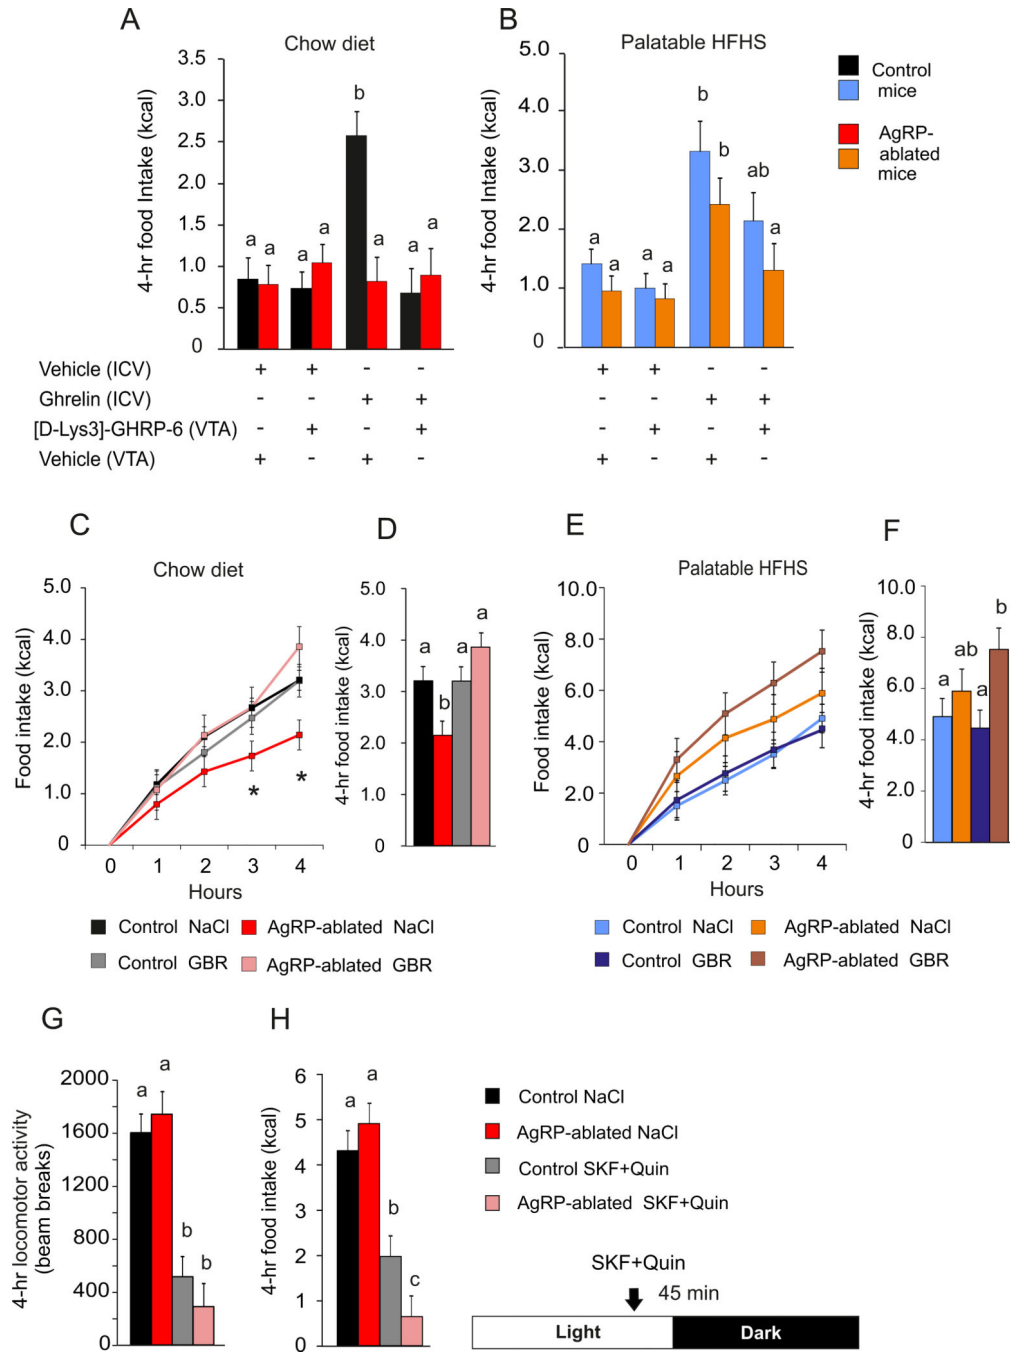 A
Chow diet
4-hr food Intake (kcal)
3.5
3.0
2.5
2.0
1.5
1.0
0.5
0
a a a a b a a a
B
Palatable HFHS
4-hr food intake (kcal)
5.0
4.0
3.0
2.0
1.0
0
a a a a b b ab a
Control
mice
AgRP-
ablated
mice
Vehicle (ICV) + + - - + + - -
Ghrelin (ICV) - - + + - - + +
[D-Lys3]-GHRP-6 (VTA) - + - + - + - +
Vehicle (VTA) + - + - + - + -
C
Chow diet
Food intake (kcal)
5.0
4.0
3.0
2.0
1.0
0
* *
0 1 2 3 4
Hours
D
4-hr food intake (kcal)
5.0
4.0
3.0
2.0
1.0
0
a b a a
Control NaCl AgRP-ablated NaCl
Control GBR AgRP-ablated GBR
E
Palatable HFHS
Food intake (kcal)
10.0
8.0
6.0
4.0
2.0
0
0 1 2 3 4
Hours
F
4-hr food intake (kcal)
10.0
8.0
6.0
4.0
2.0
0
a ab a b
Control NaCl AgRP-ablated NaCl
Control GBR AgRP-ablated GBR
G
4-hr locomotor activity
(beam breaks)
2000
1600
1200
800
400
0
a a b b
H
4-hr food intake (kcal)
6
5
4
3
2
1
0
a a b c
Control NaCl
AgRP-ablated NaCl
Control SKF+Quin
AgRP-ablated SKF+Quin
SKF+Quin
45 min
Light Dark